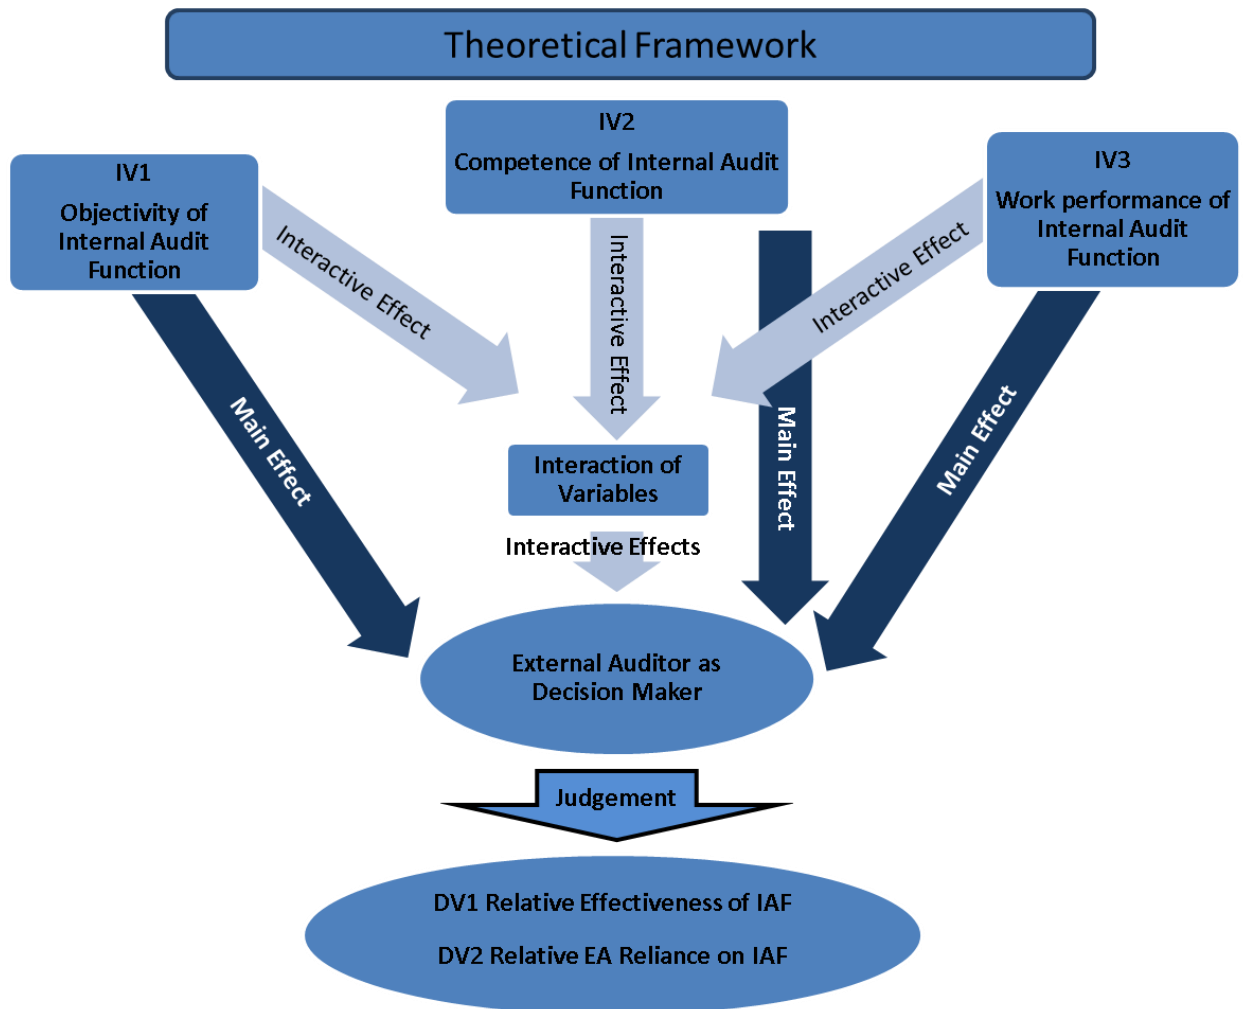 Theoretical Framework
IV1
Objectivity of
Internal Audit
Function
IV2
Competence of Internal Audit
Function
IV3
Work performance of
Internal Audit
Function
Interactive Effect
Interactive Effect
Interactive Effect
Main Effect
Main Effect
Main Effect
Interaction of
Variables
Interactive Effects
External Auditor as
Decision Maker
Judgement
DV1 Relative Effectiveness of IAF
DV2 Relative EA Reliance on IAF